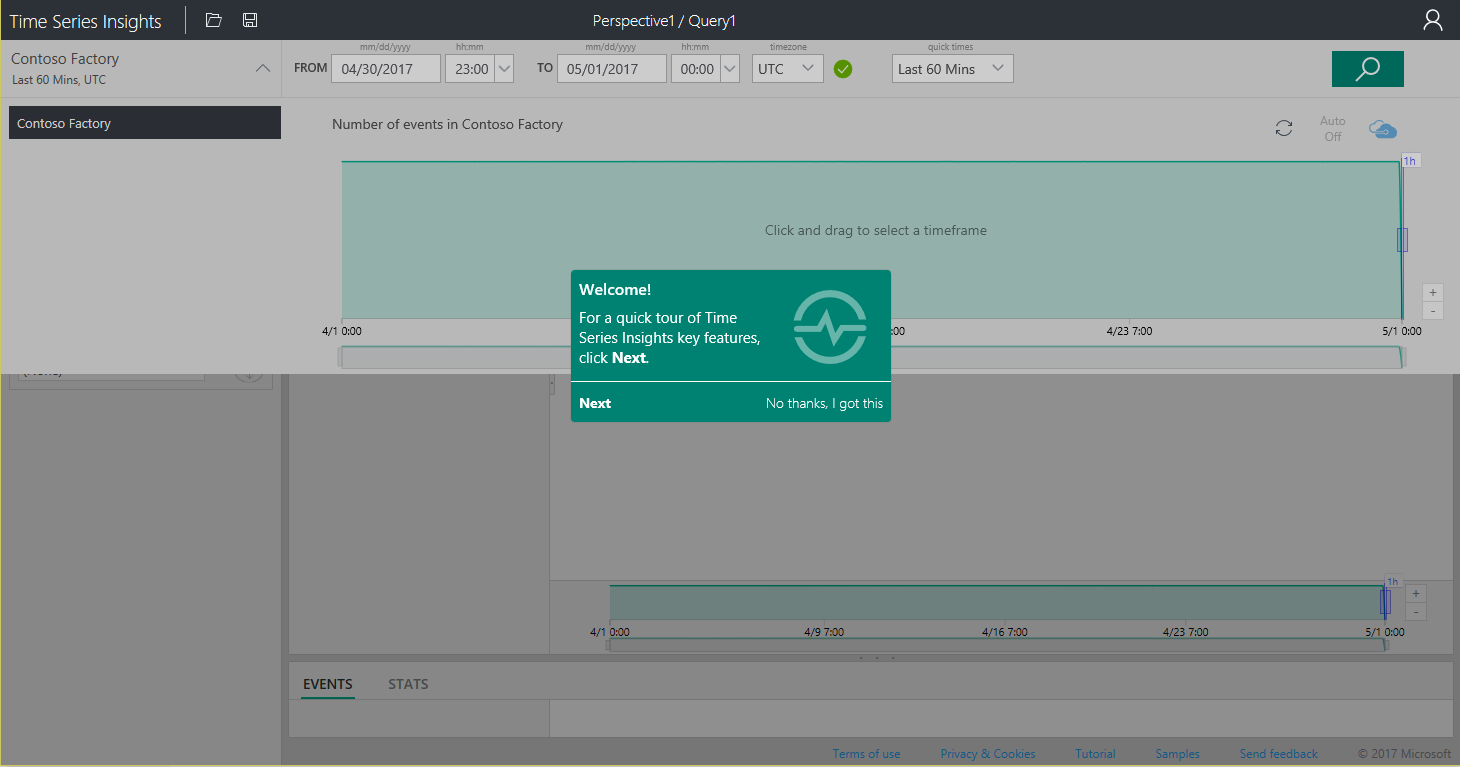 Time Series Insights
Perspective1 / Query1
Contoso Factory
Last 60 Mins, UTC
mm/dd/yyyy hh:mm mm/dd/yyyy hh:mm timezone quick times
FROM 04/30/2017 23:00 TO 05/01/2017 00:00 UTC Last 60 Mins
Contoso Factory
Number of events in Contoso Factory
Auto
Off
1h
Click and drag to select a timeframe
+
-
4/1 0:00 :00 4/23 7:00 5/1 0:00
Welcome!
For a quick tour of Time
Series Insights key features,
click Next.
Next No thanks, I got this
(None)
1h
+
-
4/1 0:00 4/9 7:00 4/16 7:00 4/23 7:00 5/1 0:00
EVENTS STATS
Terms of use Privacy & Cookies Tutorial Samples Send feedback © 2017 Microsoft